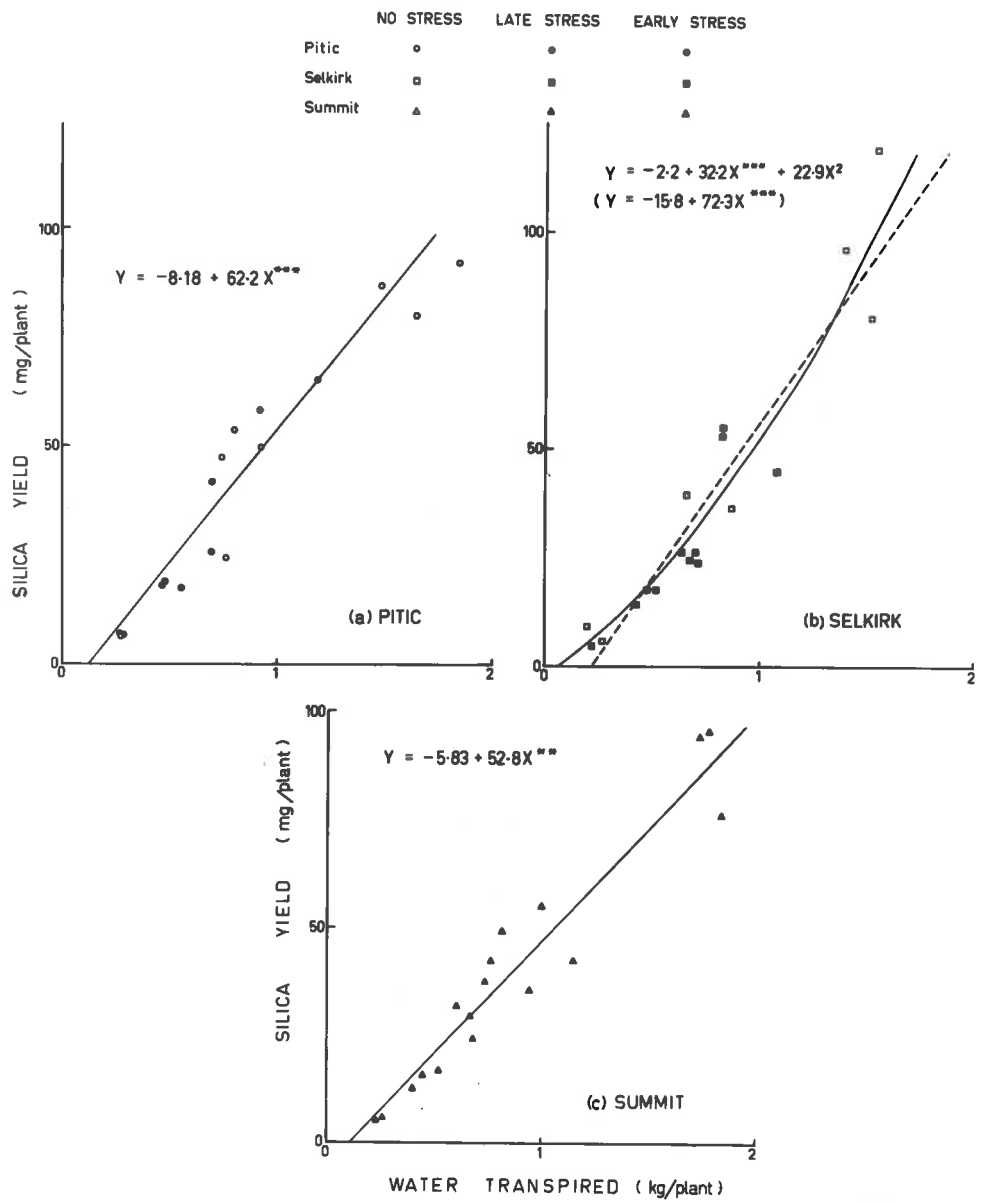 NO STRESS LATE STRESS EARLY STRESS
Pitic
Selkirk
Summit
SILICA YIELD (mg/plant)
100
50
0
0 1 2
Y = -8·18 + 62·2 X***
(a) PITIC
100
50
0
0 1 2
Y = -2·2 + 32·2X*** + 22·9X²
(Y = -15·8 + 72·3X***)
(b) SELKIRK
SILICA YIELD (mg/plant)
100
50
0
0 1 2
Y = -5·83 + 52·8X**
(c) SUMMIT
WATER TRANSPIRED (kg/plant)